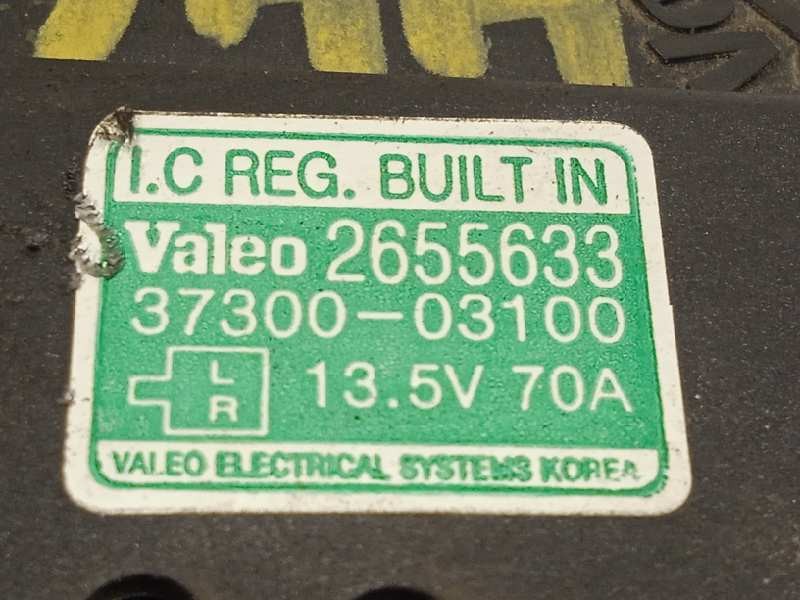 I.C REG. BUILT IN
Valeo 2655633
37300-03100
L
R
13.5V 70A
VALEO ELECTRICAL SYSTEMS KOREA